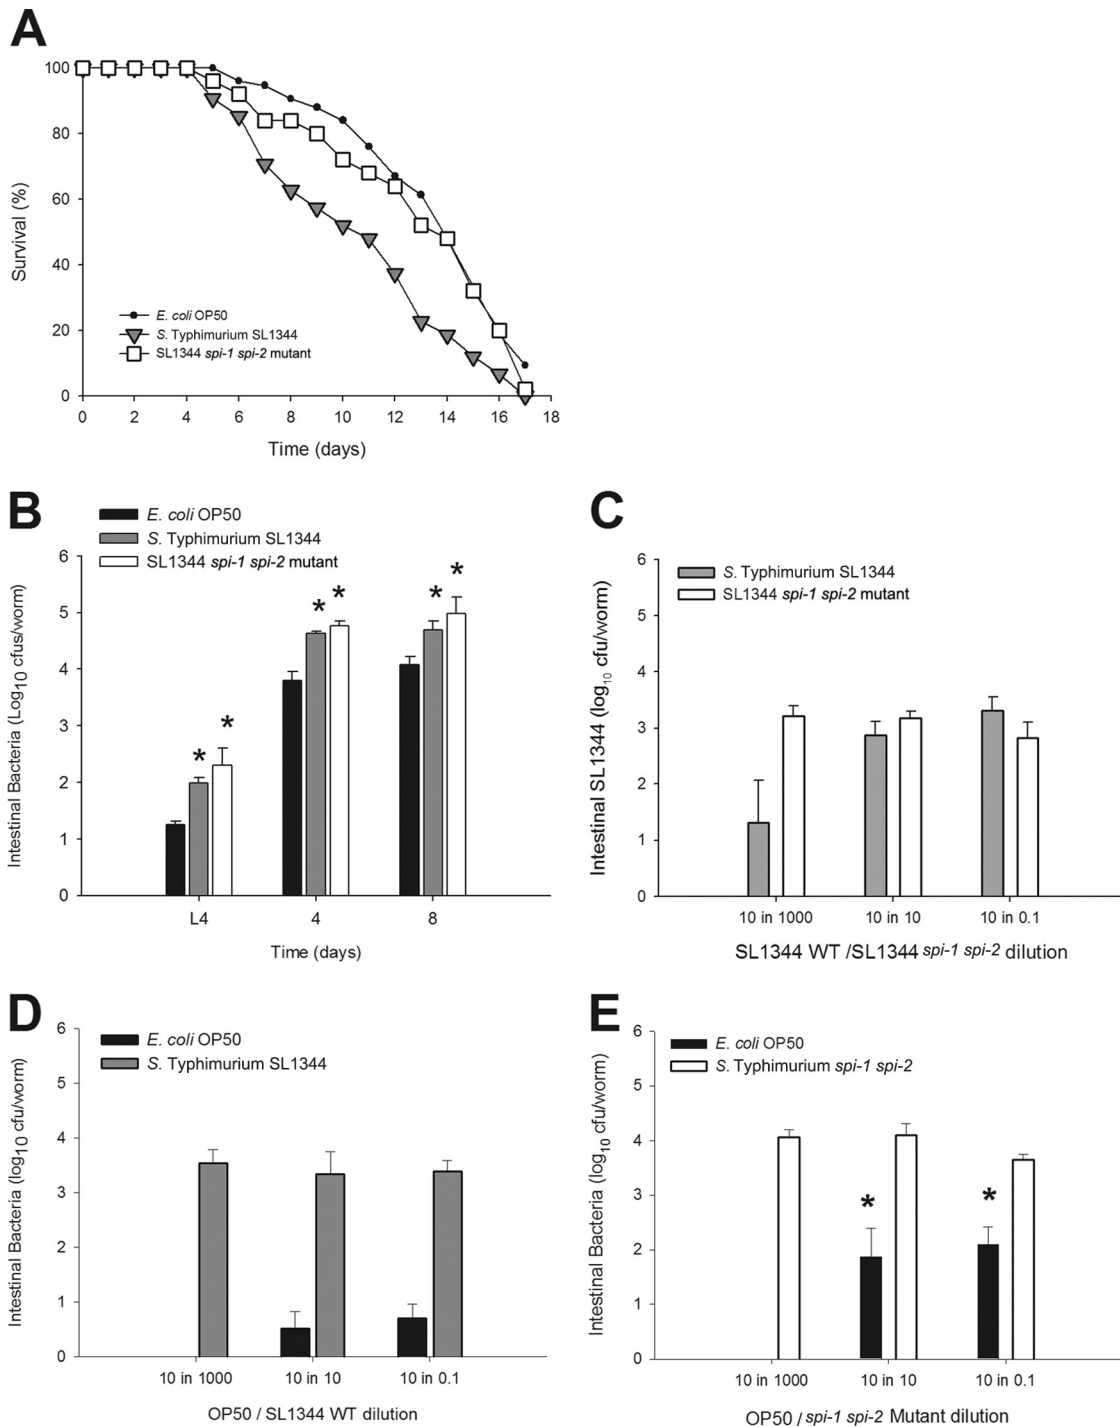 A
100
80
60
40
20
0
Survival (%)
E. coli OP50
S. Typhimurium SL1344
SL1344 spi-1 spi-2 mutant
0 2 4 6 8 10 12 14 16 18
Time (days)
B
E. coli OP50
S. Typhimurium SL1344
SL1344 spi-1 spi-2 mutant
6
5
4
3
2
1
0
Intestinal Bacteria (Log10 cfus/worm)
* * * * * *
L4 4 8
Time (days)
C
S. Typhimurium SL1344
SL1344 spi-1 spi-2 mutant
6
5
4
3
2
1
0
Intestinal SL1344 (log10 cfu/worm)
10 in 1000 10 in 10 10 in 0.1
SL1344 WT /SL1344 spi-1 spi-2 dilution
D
E. coli OP50
S. Typhimurium SL1344
6
5
4
3
2
1
0
Intestinal Bacteria (log10 cfu/worm)
10 in 1000 10 in 10 10 in 0.1
OP50 / SL1344 WT dilution
E
E. coli OP50
S. Typhimurium spi-1 spi-2
6
5
4
3
2
1
0
Intestinal Bacteria (log10 cfu/worm)
* *
10 in 1000 10 in 10 10 in 0.1
OP50 / spi-1 spi-2 Mutant dilution